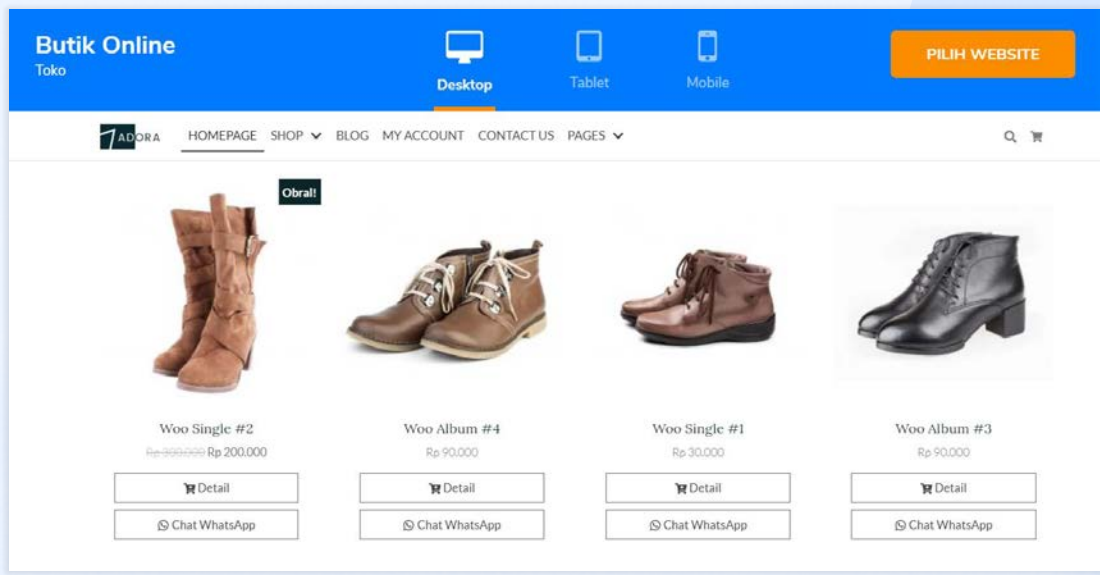 Butik Online
Toko
Desktop
Tablet
Mobile
PILIH WEBSITE
ADORA
HOMEPAGE SHOP BLOG MY ACCOUNT CONTACT US PAGES
Obral!
Woo Single #2
Rp 300.000 Rp 200.000
Detail
Chat WhatsApp
Woo Album #4
Rp 90.000
Detail
Chat WhatsApp
Woo Single #1
Rp 30.000
Detail
Chat WhatsApp
Woo Album #3
Rp 90.000
Detail
Chat WhatsApp